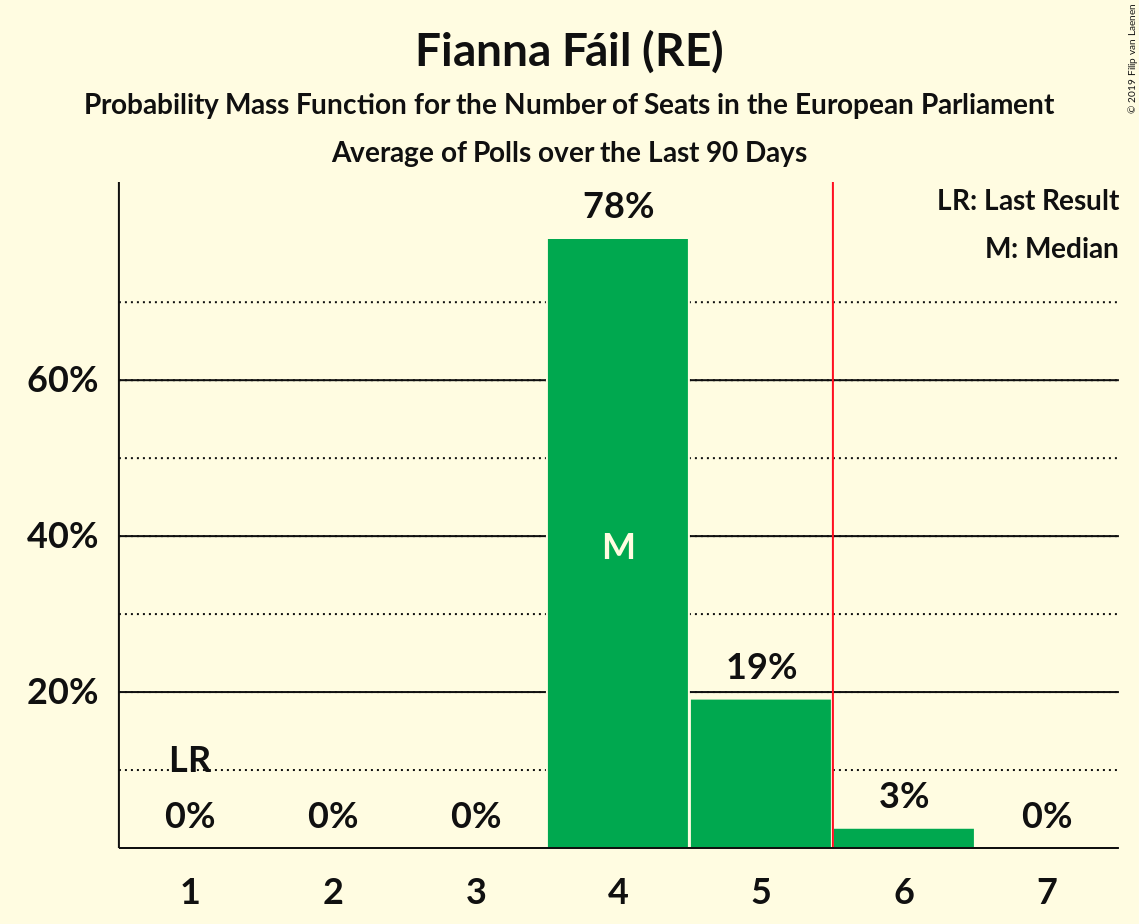 Fianna Fáil (RE)
Probability Mass Function for the Number of Seats in the European Parliament
Average of Polls over the Last 90 Days
© 2019 Filip van Laenen
LR: Last Result
M: Median
78%
60%
40%
20%
M
19%
LR
0%
0%
0%
3%
0%
1
2
3
4
5
6
7